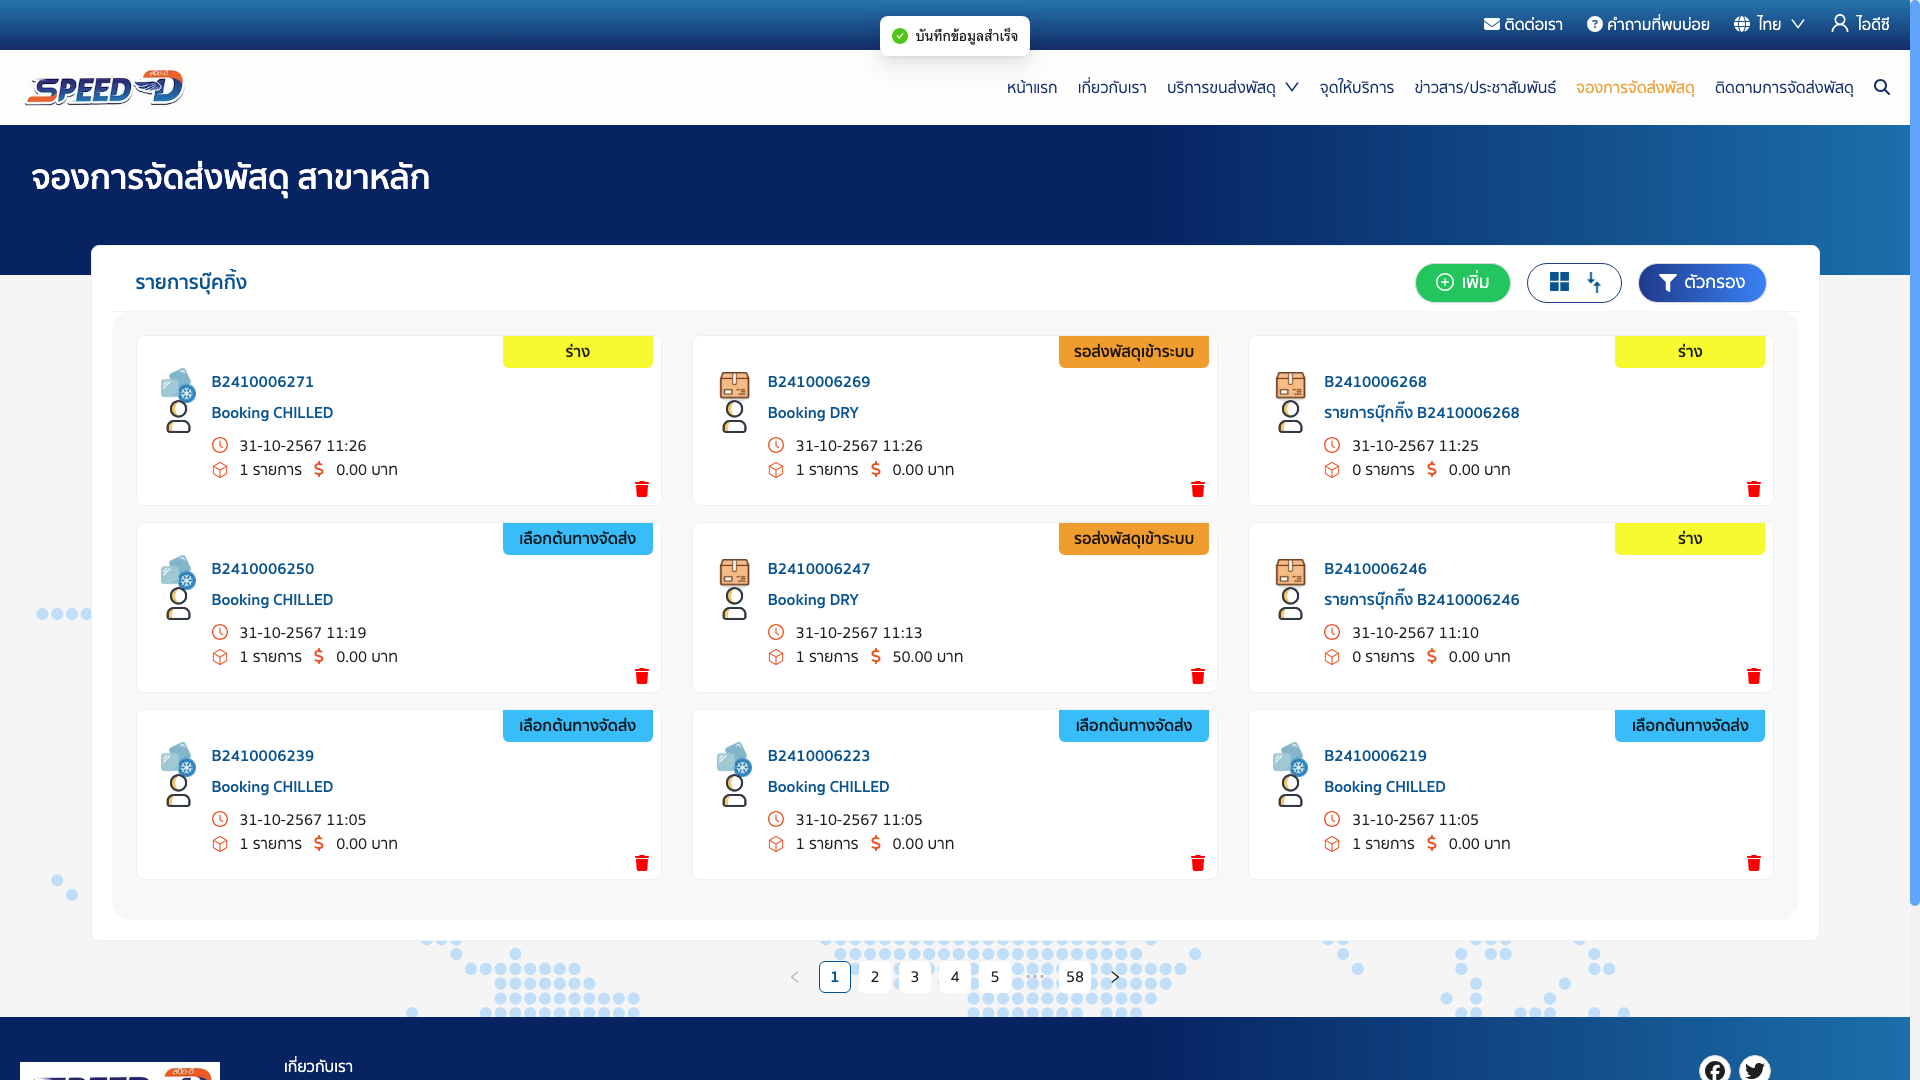 บันทึกข้อมูลสำเร็จ
ติดต่อเรา
คำถามที่พบบ่อย
ไทย
ไอดีซี
SPEED-D
หน้าแรก
เกี่ยวกับเรา
บริการขนส่งพัสดุ
จุดให้บริการ
ข่าวสาร/ประชาสัมพันธ์
จองการจัดส่งพัสดุ
ติดตามการจัดส่งพัสดุ
จองการจัดส่งพัสดุ สาขาหลัก
รายการบุ๊คกิ้ง
เพิ่ม
ตัวกรอง
ร่าง
B2410006271
Booking CHILLED
31-10-2567 11:26
1 รายการ $ 0.00 บาท
รอส่งพัสดุเข้าระบบ
B2410006269
Booking DRY
31-10-2567 11:26
1 รายการ $ 0.00 บาท
ร่าง
B2410006268
รายการบุ๊กกิ๊ง B2410006268
31-10-2567 11:25
0 รายการ $ 0.00 บาท
เลือกต้นทางจัดส่ง
B2410006250
Booking CHILLED
31-10-2567 11:19
1 รายการ $ 0.00 บาท
รอส่งพัสดุเข้าระบบ
B2410006247
Booking DRY
31-10-2567 11:13
1 รายการ $ 50.00 บาท
ร่าง
B2410006246
รายการบุ๊กกิ๊ง B2410006246
31-10-2567 11:10
0 รายการ $ 0.00 บาท
เลือกต้นทางจัดส่ง
B2410006239
Booking CHILLED
31-10-2567 11:05
1 รายการ $ 0.00 บาท
เลือกต้นทางจัดส่ง
B2410006223
Booking CHILLED
31-10-2567 11:05
1 รายการ $ 0.00 บาท
เลือกต้นทางจัดส่ง
B2410006219
Booking CHILLED
31-10-2567 11:05
1 รายการ $ 0.00 บาท
1 2 3 4 5 ••• 58
เกี่ยวกับเรา